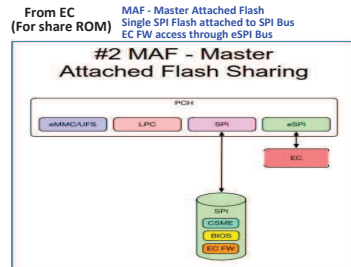 From EC
(For share ROM)
MAF - Master Attached Flash
Single SPI Flash attached to SPI Bus
EC FW access through eSPI Bus
#2 MAF - Master
Attached Flash Sharing
PCH
eMMC/UFS
LPC
SPI
eSPI
EC
SPI
CSME
BIOS
EC FW